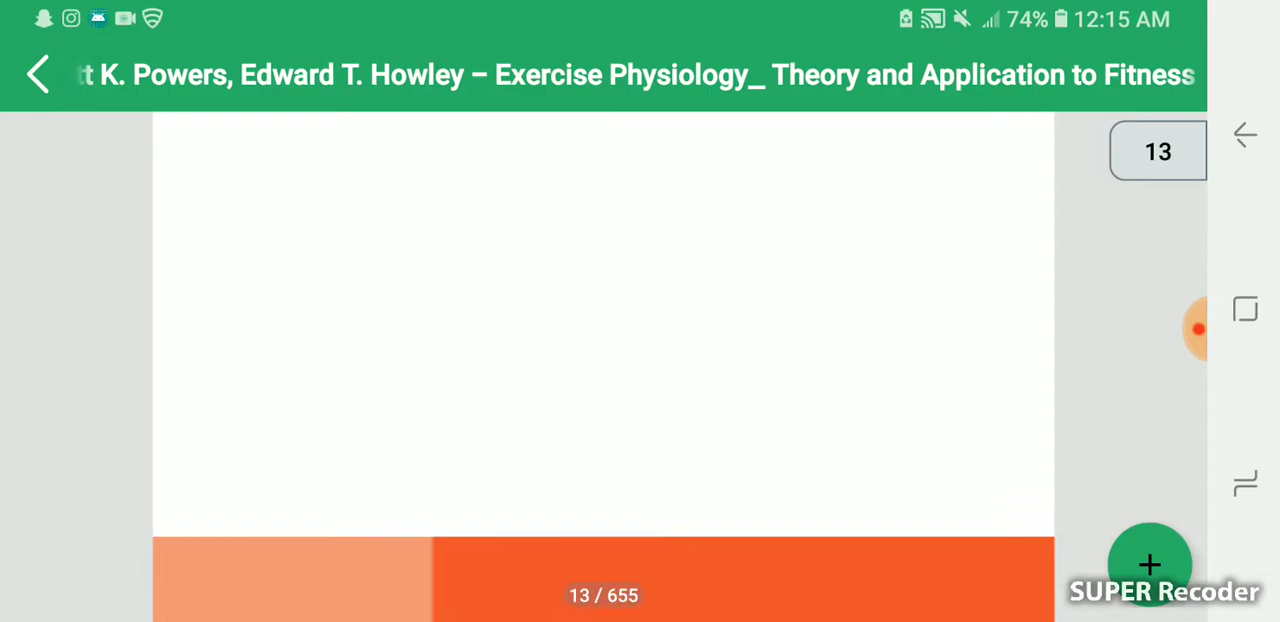 74% 12:15 AM
tt K. Powers, Edward T. Howley – Exercise Physiology_ Theory and Application to Fitness
13
13 / 655
+
SUPER Recoder